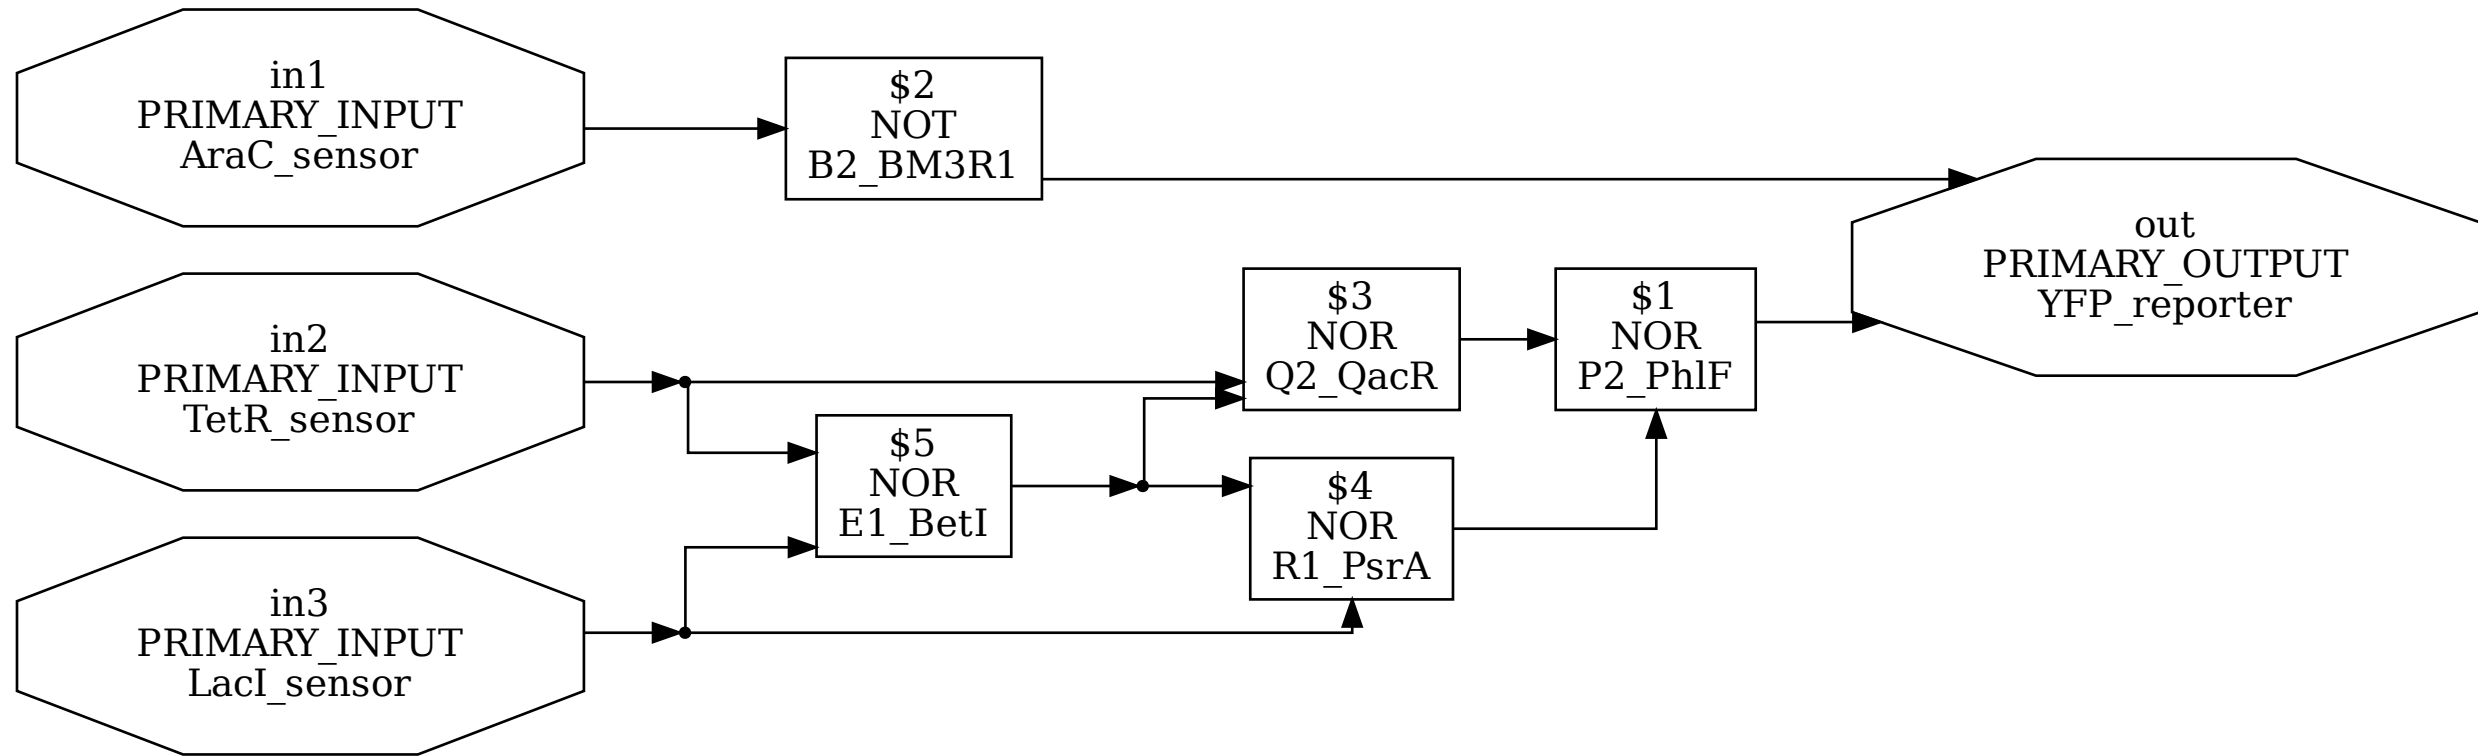 in1
PRIMARY_INPUT
AraC_sensor
$2
NOT
B2_BM3R1
out
PRIMARY_OUTPUT
YFP_reporter
in2
PRIMARY_INPUT
TetR_sensor
$3
NOR
Q2_QacR
$1
NOR
P2_PhlF
$5
NOR
E1_BetI
$4
NOR
R1_PsrA
in3
PRIMARY_INPUT
LacI_sensor